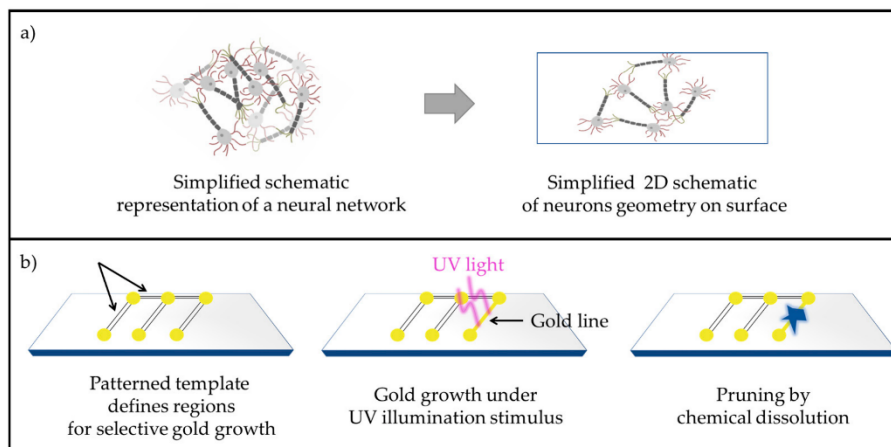 a)
Simplified schematic
representation of a neural network
Simplified 2D schematic
of neurons geometry on surface
b)
UV light
Gold line
Patterned template
defines regions
for selective gold growth
Gold growth under
UV illumination stimulus
Pruning by
chemical dissolution